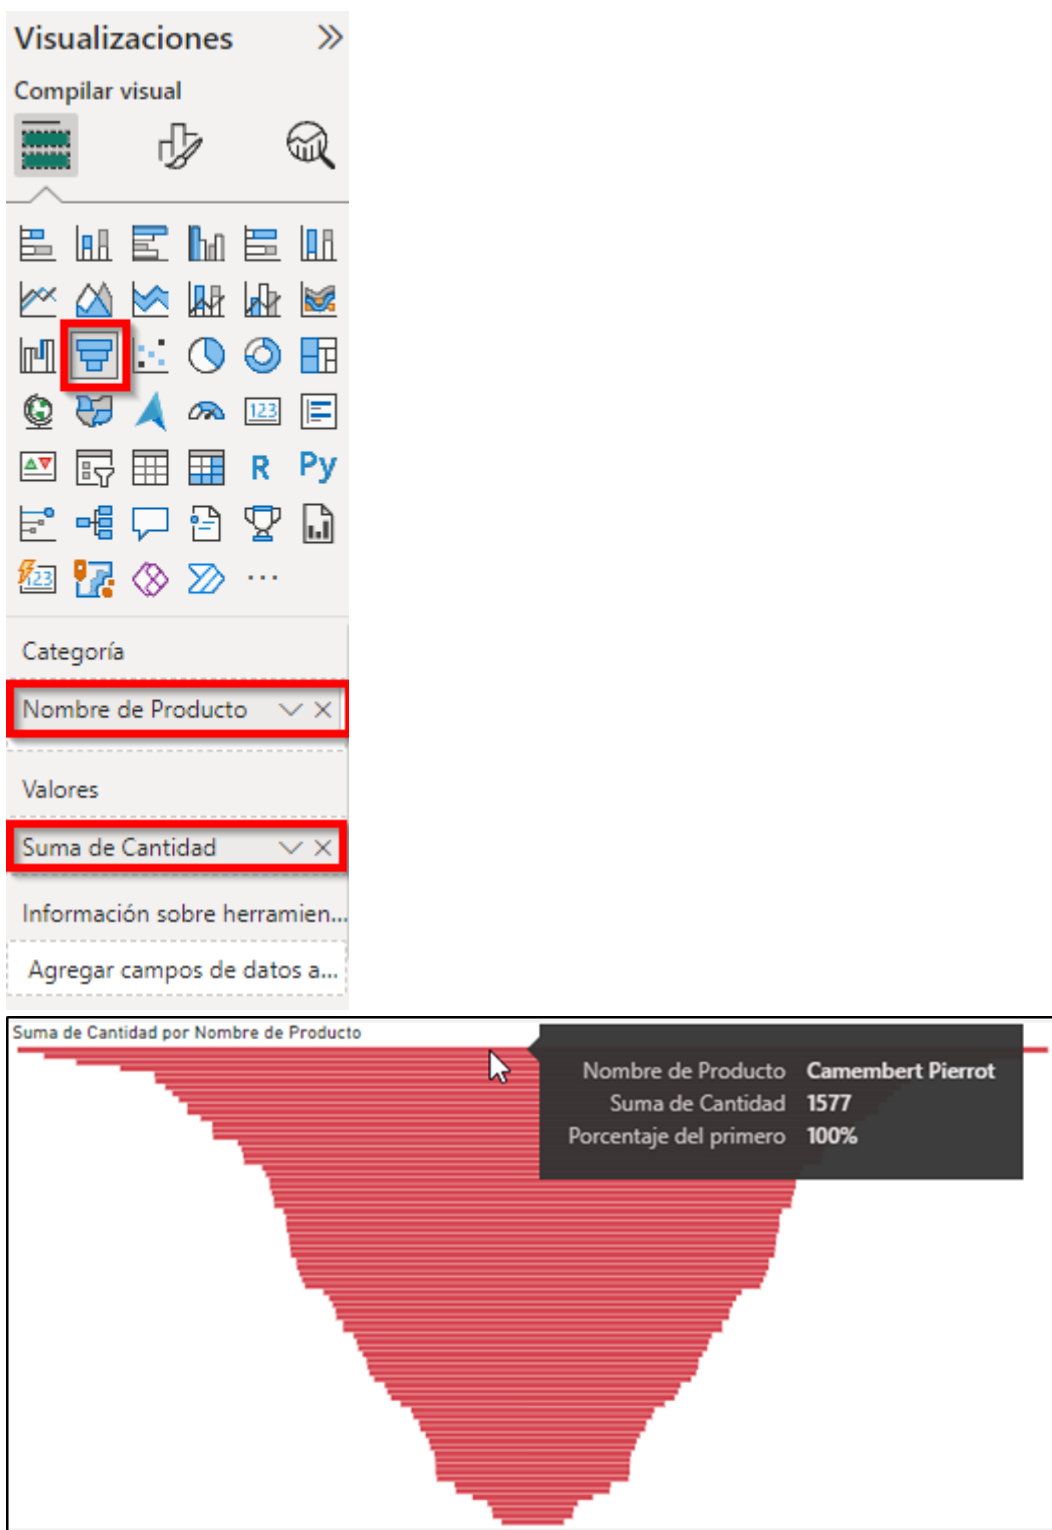 Visualizaciones
Compilar visual
123
R
Py
123
...
Categoría
Nombre de Producto
Valores
Suma de Cantidad
Información sobre herramien...
Agregar campos de datos a...
Suma de Cantidad por Nombre de Producto
Nombre de Producto Camembert Pierrot
Suma de Cantidad 1577
Porcentaje del primero 100%